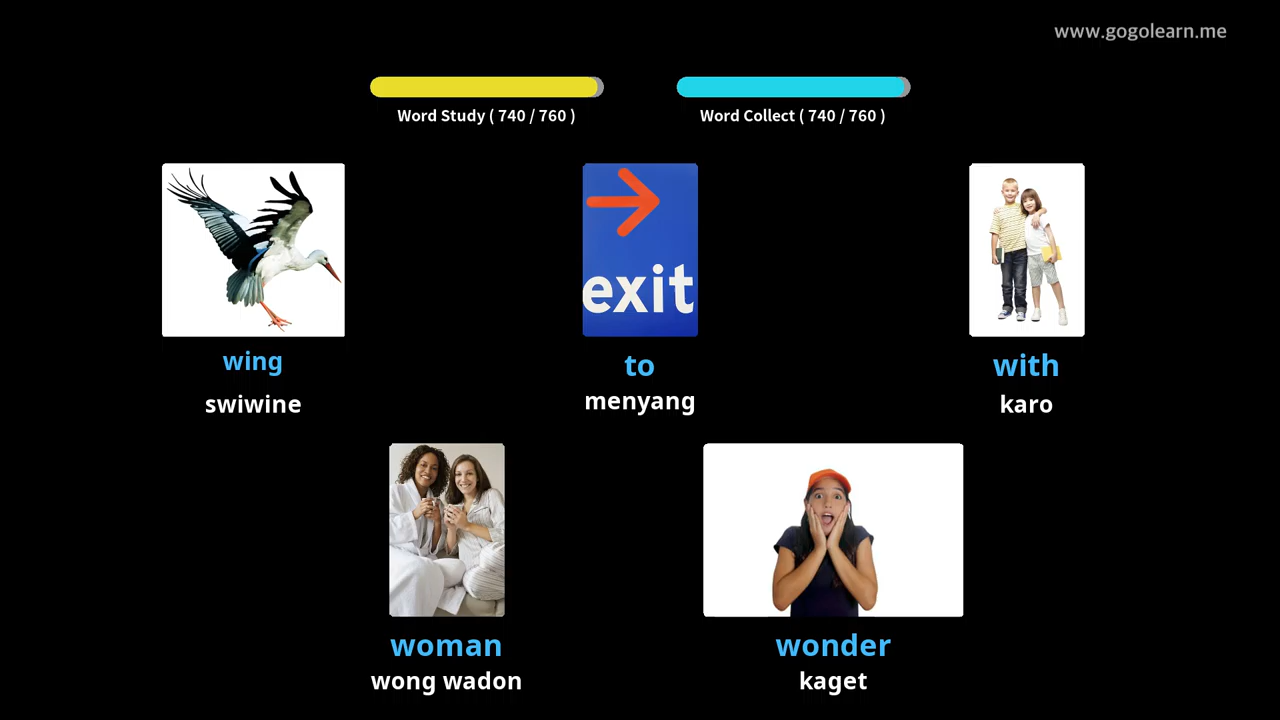 www.gogolearn.me
Word Study ( 740 / 760 )
Word Collect ( 740 / 760 )
exit
wing
to
with
swiwine
menyang
karo
woman
wonder
wong wadon
kaget